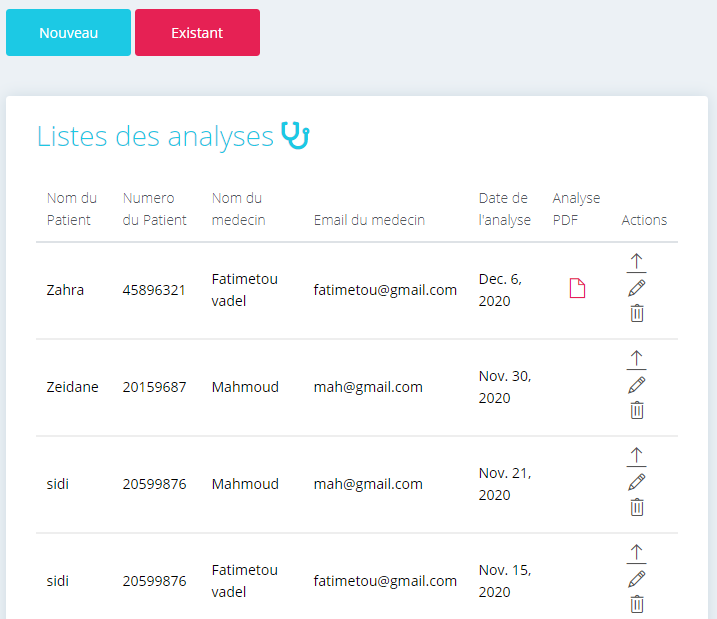 Nouveau Existant
Listes des analyses
Nom du Patient Numero du Patient Nom du medecin Email du medecin Date de l'analyse Analyse PDF Actions
Zahra 45896321 Fatimetou vadel fatimetou@gmail.com Dec. 6, 2020
Zeidane 20159687 Mahmoud mah@gmail.com Nov. 30, 2020
sidi 20599876 Mahmoud mah@gmail.com Nov. 21, 2020
sidi 20599876 Fatimetou vadel fatimetou@gmail.com Nov. 15, 2020